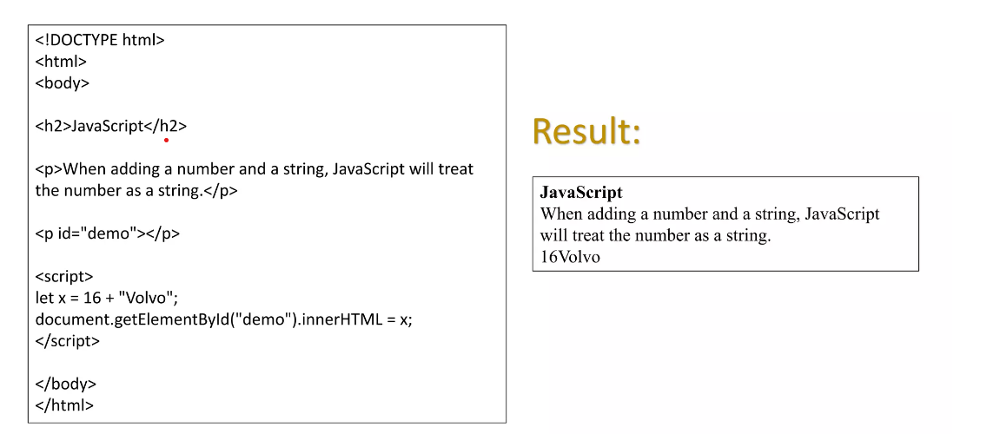 <!DOCTYPE html>
<html>
<body>
<h2>JavaScript</h2>
<p>When adding a number and a string, JavaScript will treat
the number as a string.</p>
<p id="demo"></p>
<script>
let x = 16 + "Volvo";
document.getElementById("demo").innerHTML = x;
</script>
</body>
</html>
Result:
JavaScript
When adding a number and a string, JavaScript
will treat the number as a string.
16Volvo